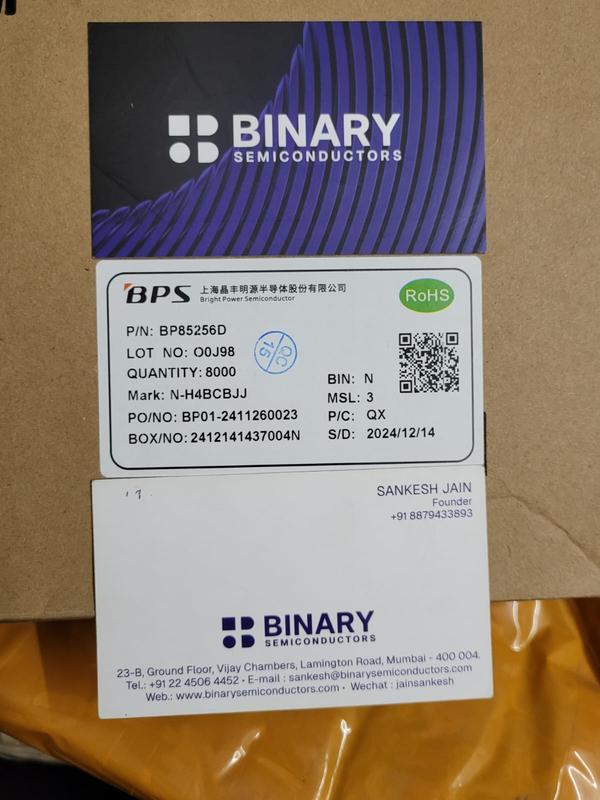 BINARY
SEMICONDUCTORS
BPS 上海晶丰明源半导体股份有限公司
Bright Power Semiconductor
RoHS
P/N: BP85256D
LOT NO: O0J98
QUANTITY: 8000
QC
15
Mark: N-H4BCBJJ
PO/NO: BP01-2411260023
BOX/NO: 2412141437004N
BIN: N
MSL: 3
P/C: QX
S/D: 2024/12/14
SANKESH JAIN
Founder
+91 8879433893
BINARY
SEMICONDUCTORS
23-B, Ground Floor, Vijay Chambers, Lamington Road, Mumbai - 400 004.
Tel.: +91 22 4506 4452 • E-mail : sankesh@binarysemiconductors.com
Web.: www.binarysemiconductors.com • Wechat : jainsankesh